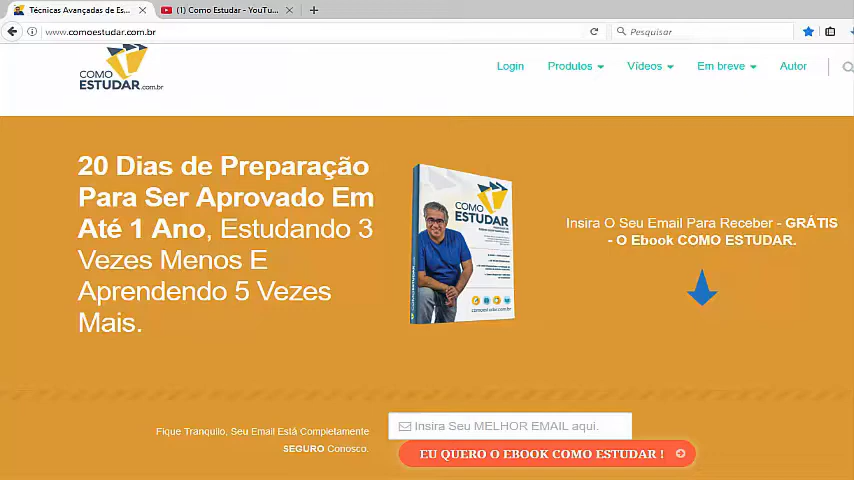 Técnicas Avançadas de Es...
(1) Como Estudar - YouTu...
www.comoestudar.com.br
Pesquisar
COMO
ESTUDAR.com.br
Login
Produtos
Vídeos
Em breve
Autor
20 Dias de Preparação
Para Ser Aprovado Em
Até 1 Ano, Estudando 3
Vezes Menos E
Aprendendo 5 Vezes
Mais.
COMO
ESTUDAR
comoestudar.com.br
Insira O Seu Email Para Receber - GRÁTIS
- O Ebook COMO ESTUDAR.
Fique Tranquilo, Seu Email Está Completamente
SEGURO Conosco.
Insira Seu MELHOR EMAIL aqui.
EU QUERO O EBOOK COMO ESTUDAR !